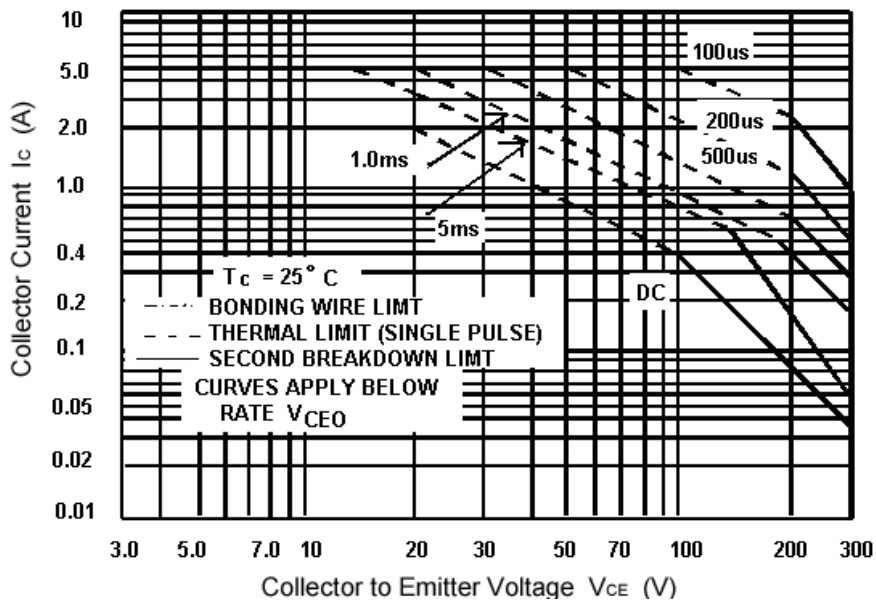 10
5.0
2.0
1.0
0.4
0.2
0.1
0.05
0.02
0.01
Collector Current Ic (A)
100us
200us
500us
1.0ms
5ms
DC
Tc = 25° C
BONDING WIRE LIMT
THERMAL LIMIT (SINGLE PULSE)
SECOND BREAKDOWN LIMT
CURVES APPLY BELOW
RATE VCEO
3.0 5.0 7.0 10 20 30 50 70 100 200 300
Collector to Emitter Voltage VCE (V)